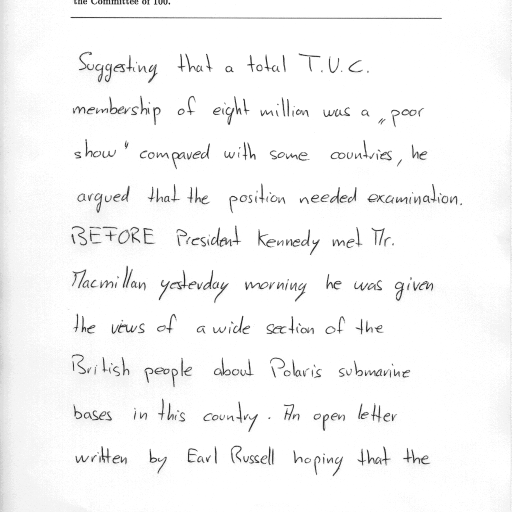 the Committee of 100.
Suggesting that a total T.U.C.
membership of eight million was a „poor
show" compared with some countries, he
argued that the position needed examination.
BEFORE President Kennedy met Mr.
Macmillan yesterday morning he was given
the views of a wide section of the
British people about Polaris submarine
bases in this country. An open letter
written by Earl Russell hoping that the